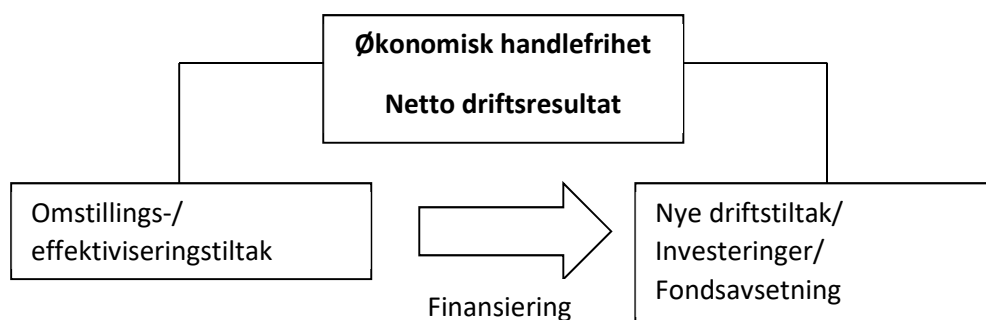 Økonomisk handlefrihet
Netto driftsresultat
Omstillings-/
effektiviseringstiltak
Finansiering
Nye driftstiltak/
Investeringer/
Fondsavsetning